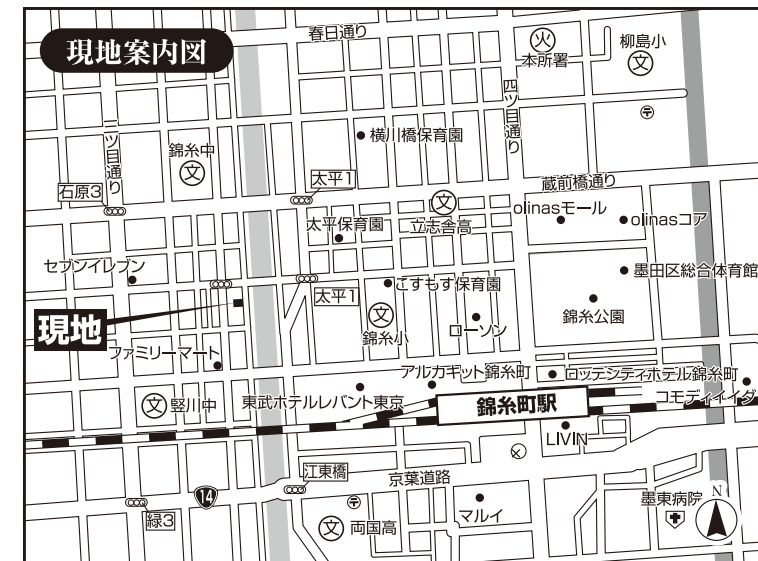 現地案内図
春日通り
火
本所署
柳島小
文
〒
三ツ目通り
四ツ目通り
錦糸中
文
横川橋保育園
石原3
太平1
蔵前橋通り
文
立志舎高
olinasモール
olinasコア
太平保育園
セブンイレブン
墨田区総合体育館
こすもす保育園
太平1
現地
文
錦糸小
ローソン
錦糸公園
ファミリーマート
アルカキット錦糸町
ロッテシティホテル錦糸町
文
竪川中
東武ホテルレバント東京
錦糸町駅
コモディイイダ
LIVIN
江東橋
京葉道路
14
緑3
〒
文
両国高
マルイ
墨東病院
N